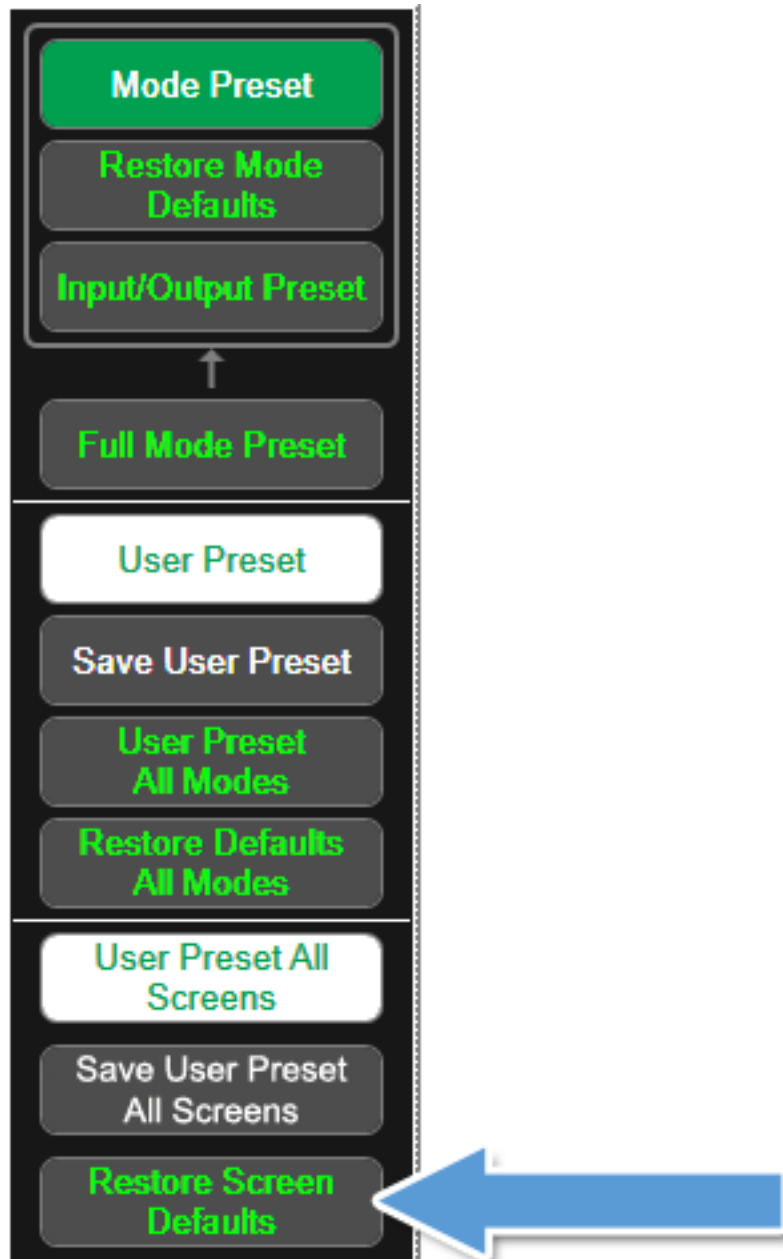 Mode Preset
Restore Mode
Defaults
Input/Output Preset
Full Mode Preset
User Preset
Save User Preset
User Preset
All Modes
Restore Defaults
All Modes
User Preset All
Screens
Save User Preset
All Screens
Restore Screen
Defaults